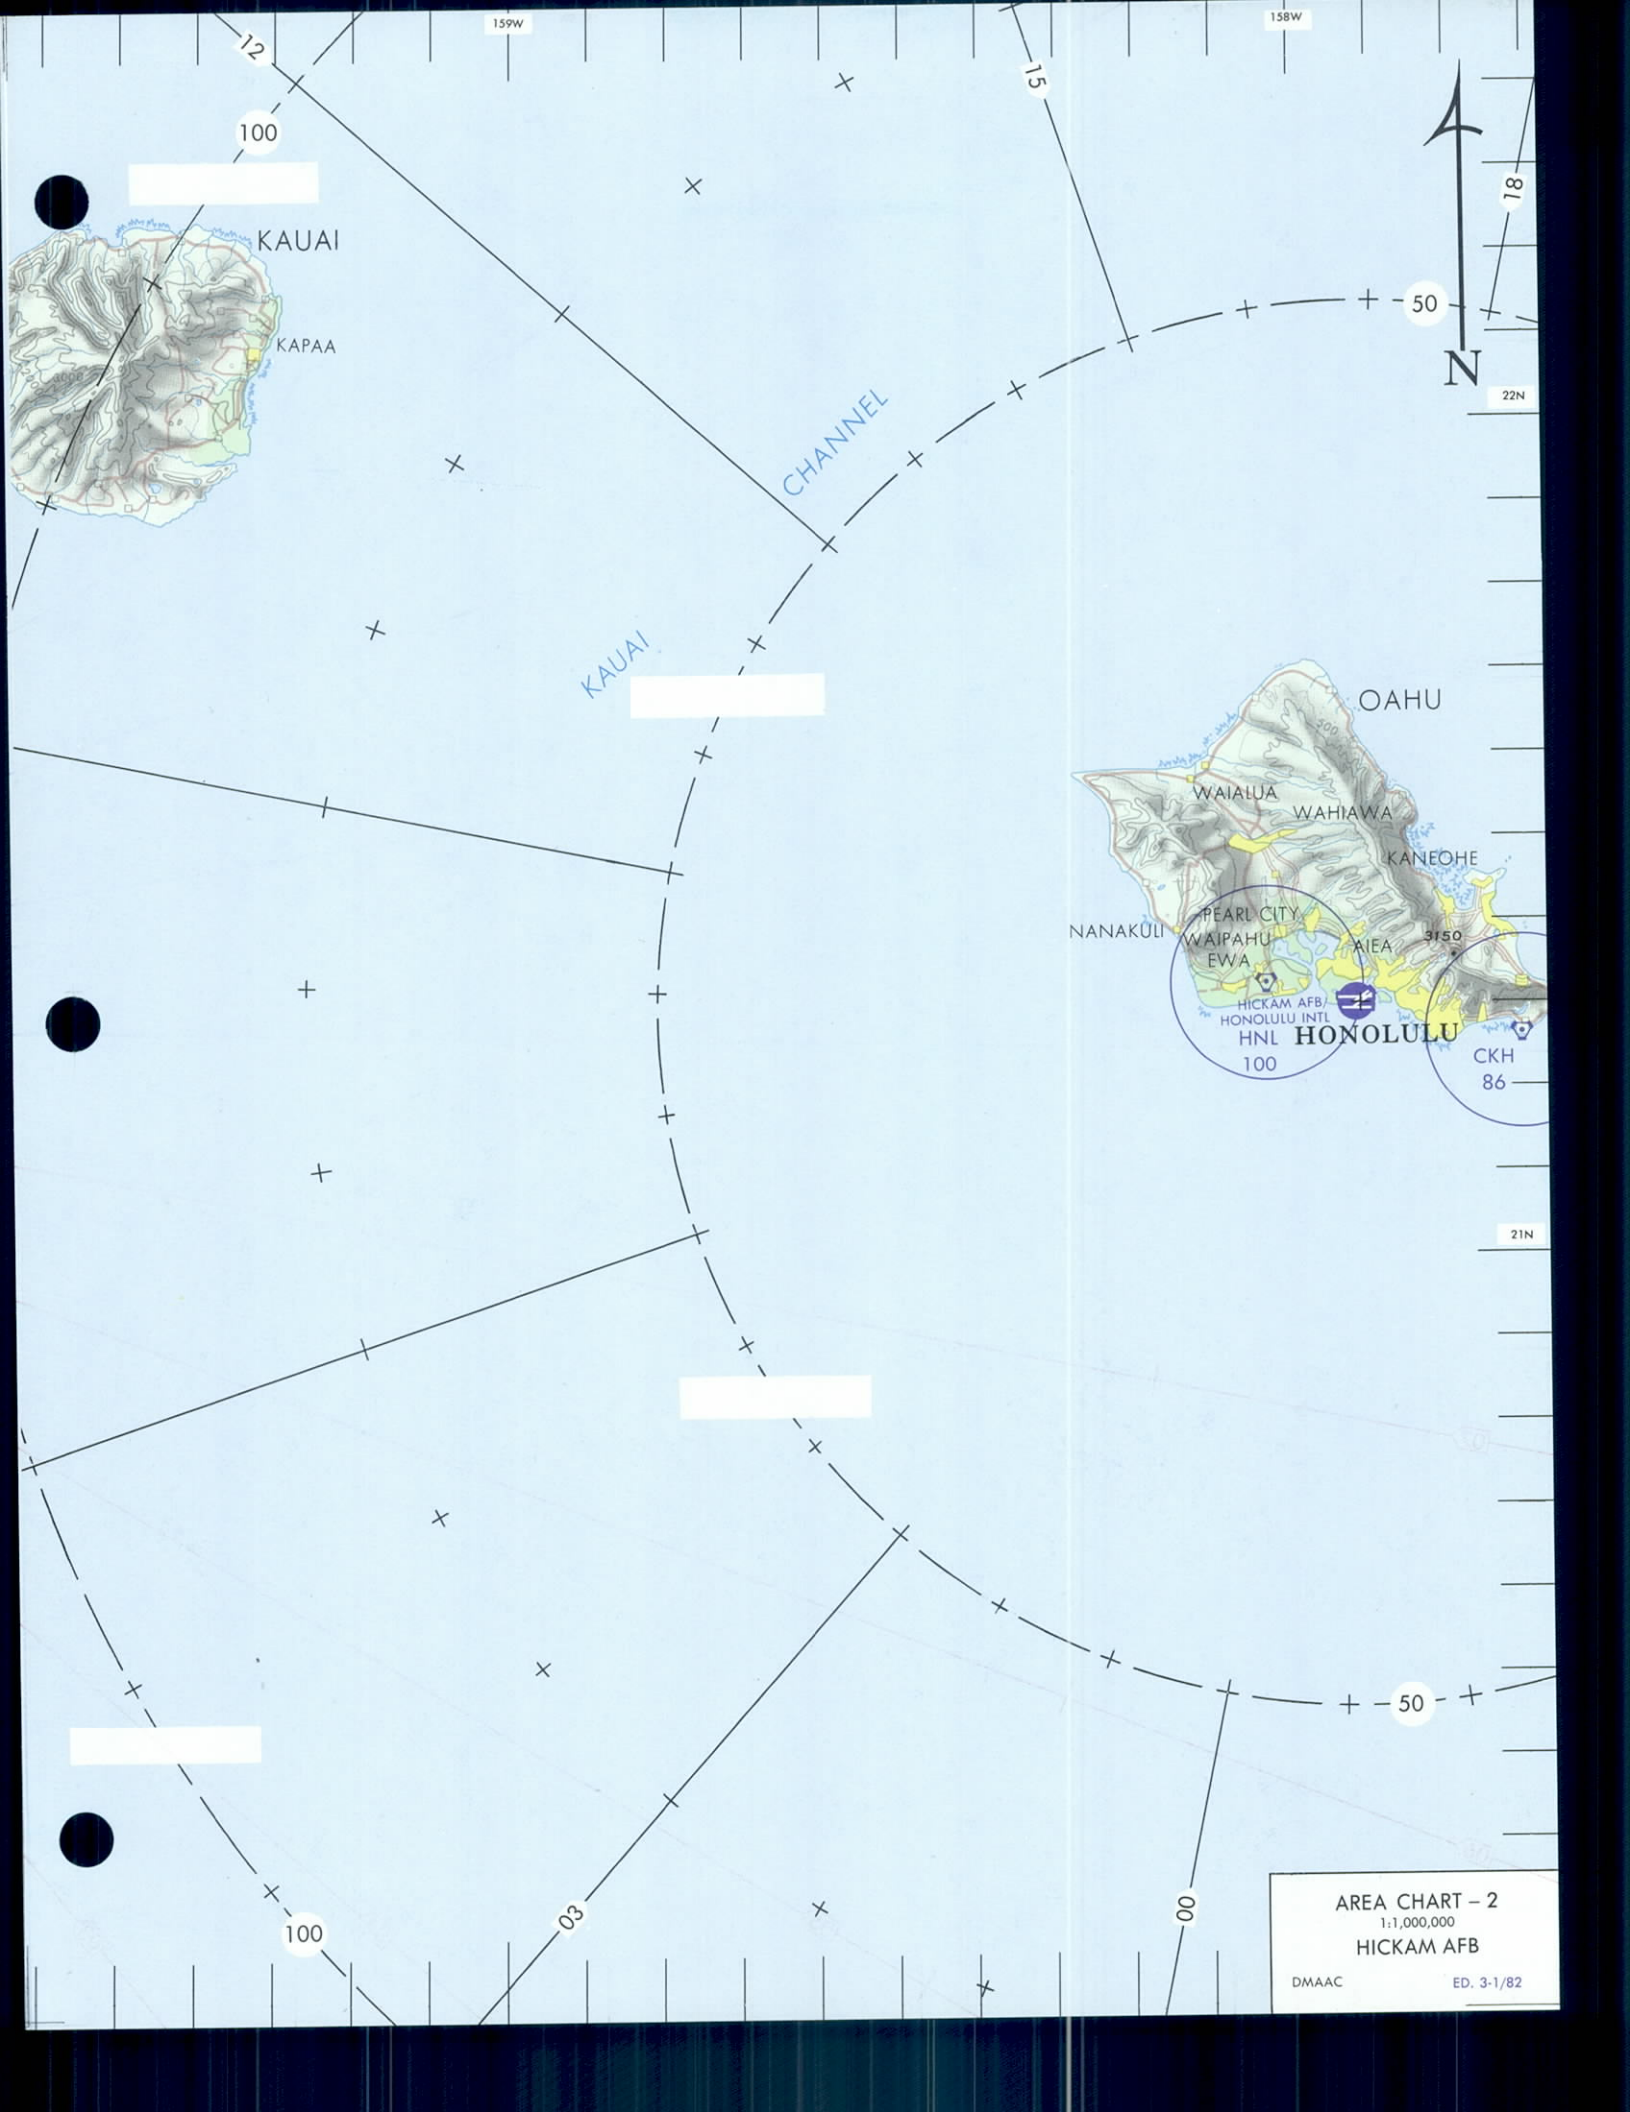 159W
158W
12
15
100
18
KAUAI
50
KAPAA
N
22N
CHANNEL
KAUAI
OAHU
500
WAIALUA
WAHIAWA
KANEOHE
PEARL CITY
NANAKULI
WAIPAHU
AIEA
3150
EWA
HICKAM AFB/
HONOLULU INTL
HNL
100
HONOLULU
CKH
86
21N
50
03
00
100
AREA CHART – 2
1:1,000,000
HICKAM AFB
DMAAC
ED. 3-1/82